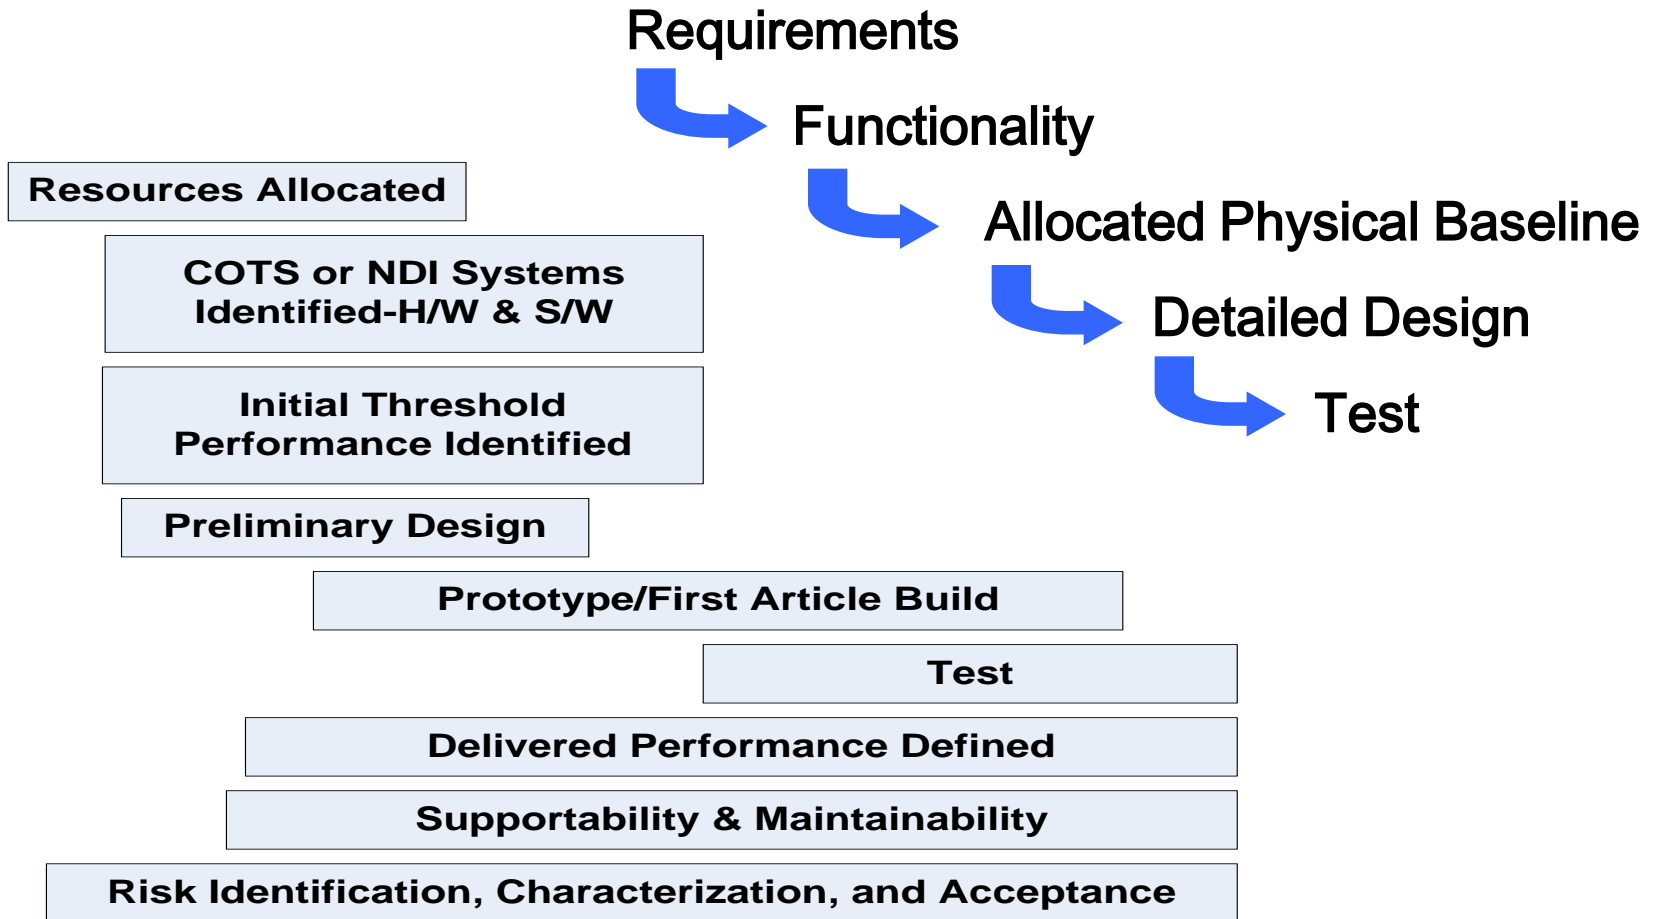 Requirements
Functionality
Resources Allocated
Allocated Physical Baseline
COTS or NDI Systems
Identified-H/W & S/W
Detailed Design
Initial Threshold
Performance Identified
Test
Preliminary Design
Prototype/First Article Build
Test
Delivered Performance Defined
Supportability & Maintainability
Risk Identification, Characterization, and Acceptance